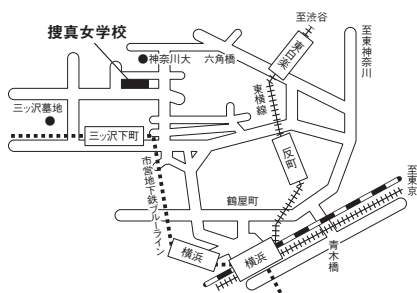 捜真女学校
至渋谷
東白楽
至東神奈川
神奈川大
六角橋
東横線
三ッ沢墓地
三ッ沢下町
反町
市営地下鉄ブルーライン
鶴屋町
至東京
横浜
横浜
青木橋